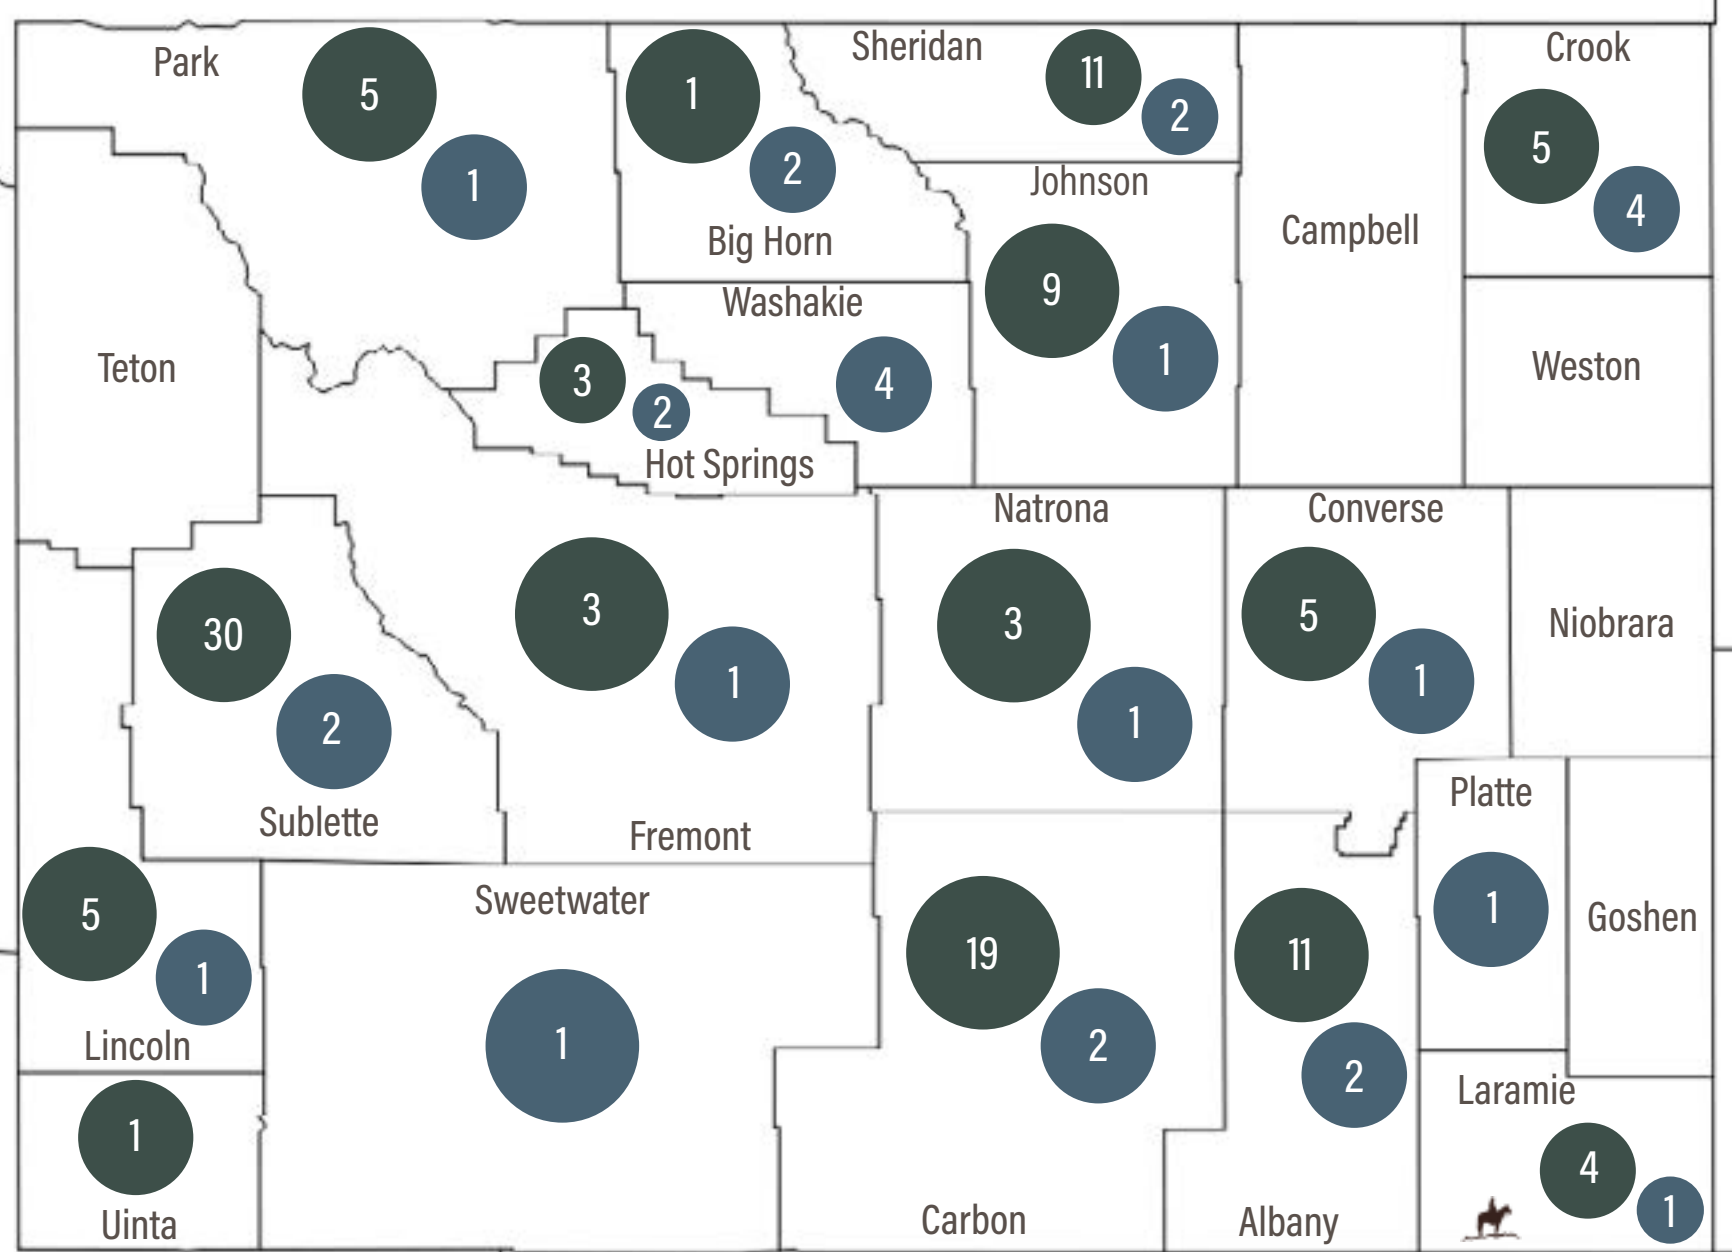 Park
5
1
1
2
Big Horn
Sheridan
11
2
Crook
5
4
Johnson
9
1
Campbell
Teton
Washakie
4
3
2
Hot Springs
Weston
Natrona
3
1
Converse
5
1
Niobrara
30
2
Sublette
3
1
Fremont
Platte
1
Goshen
5
1
Lincoln
Sweetwater
1
19
2
Carbon
11
2
Albany
Laramie
4
1
1
Uinta